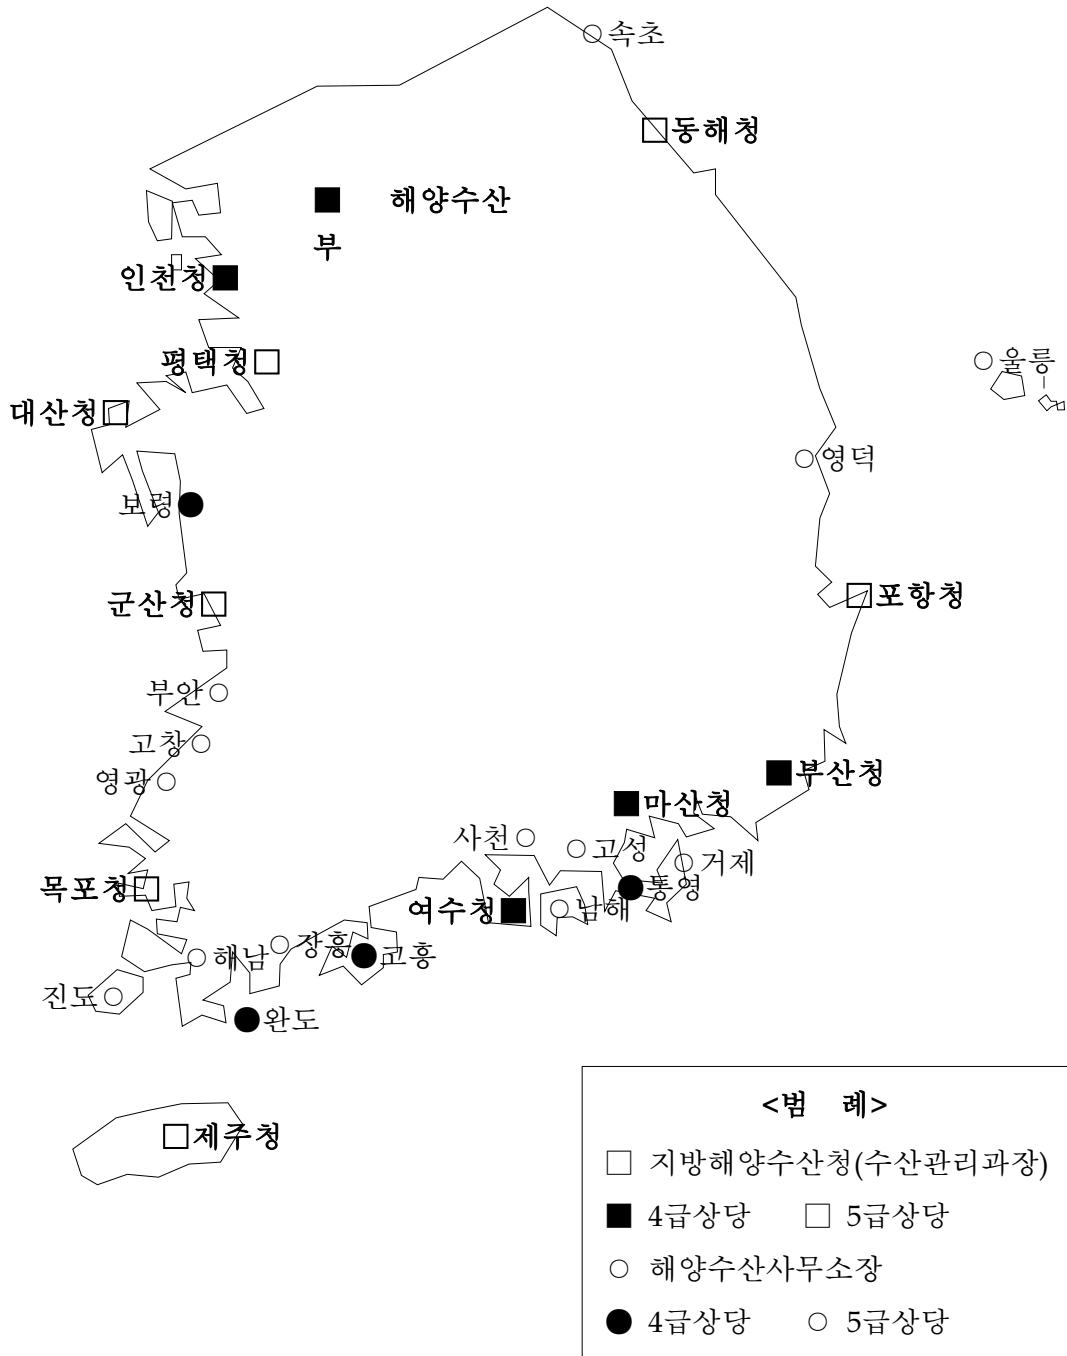 ○속초
□동해청
■ 해양수산
부
인천청■
평택청□
○울릉
대산청□
○영덕
보령●
군산청□
□포항청
부안○
고창○
영광○
■부산청
■마산청
사천○
○고성
○거제
목포청□
●통영
여수청■
○남해
○장흥
○해남
●고흥
진도○
●완도
□제주청
<범 례>
□ 지방해양수산청(수산관리과장)
■ 4급상당 □ 5급상당
○ 해양수산사무소장
● 4급상당 ○ 5급상당